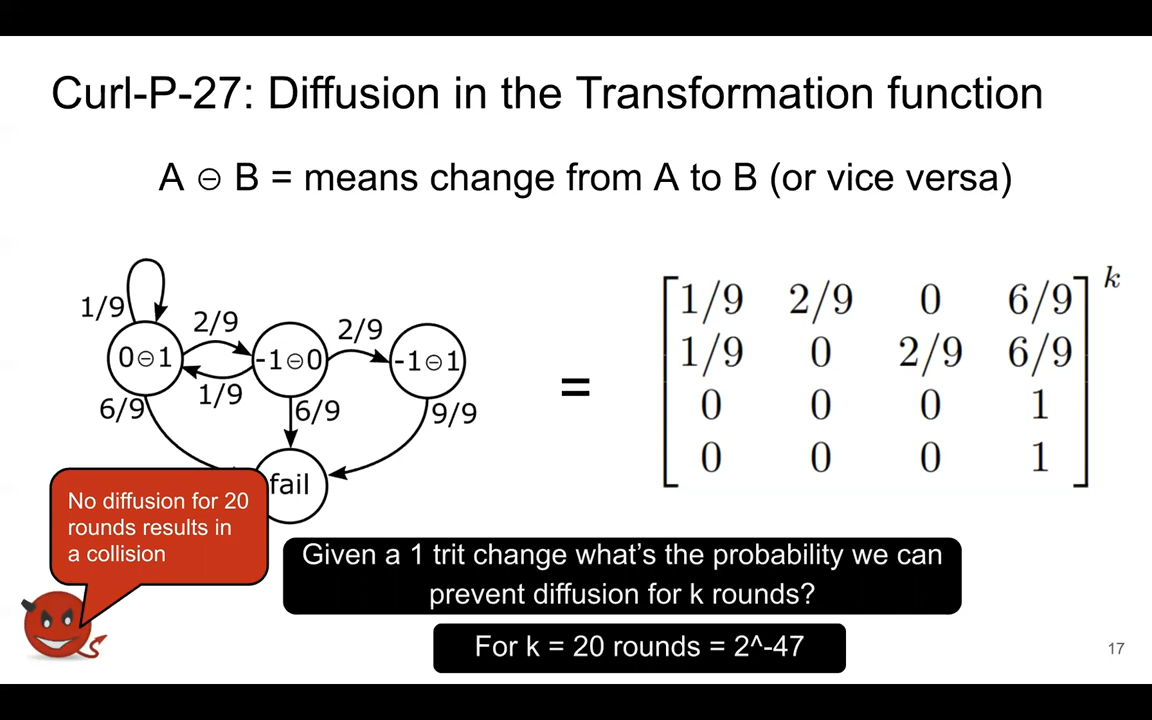 Curl-P-27: Diffusion in the Transformation function
A ⊖ B = means change from A to B (or vice versa)
1/9
2/9
2/9
0⊖1
-1⊖0
-1⊖1
1/9
6/9
6/9
9/9
fail
=
1/9 2/9 0 6/9
1/9 0 2/9 6/9
0 0 0 1
0 0 0 1
k
No diffusion for 20
rounds results in
a collision
Given a 1 trit change what's the probability we can
prevent diffusion for k rounds?
For k = 20 rounds = 2^-47
17